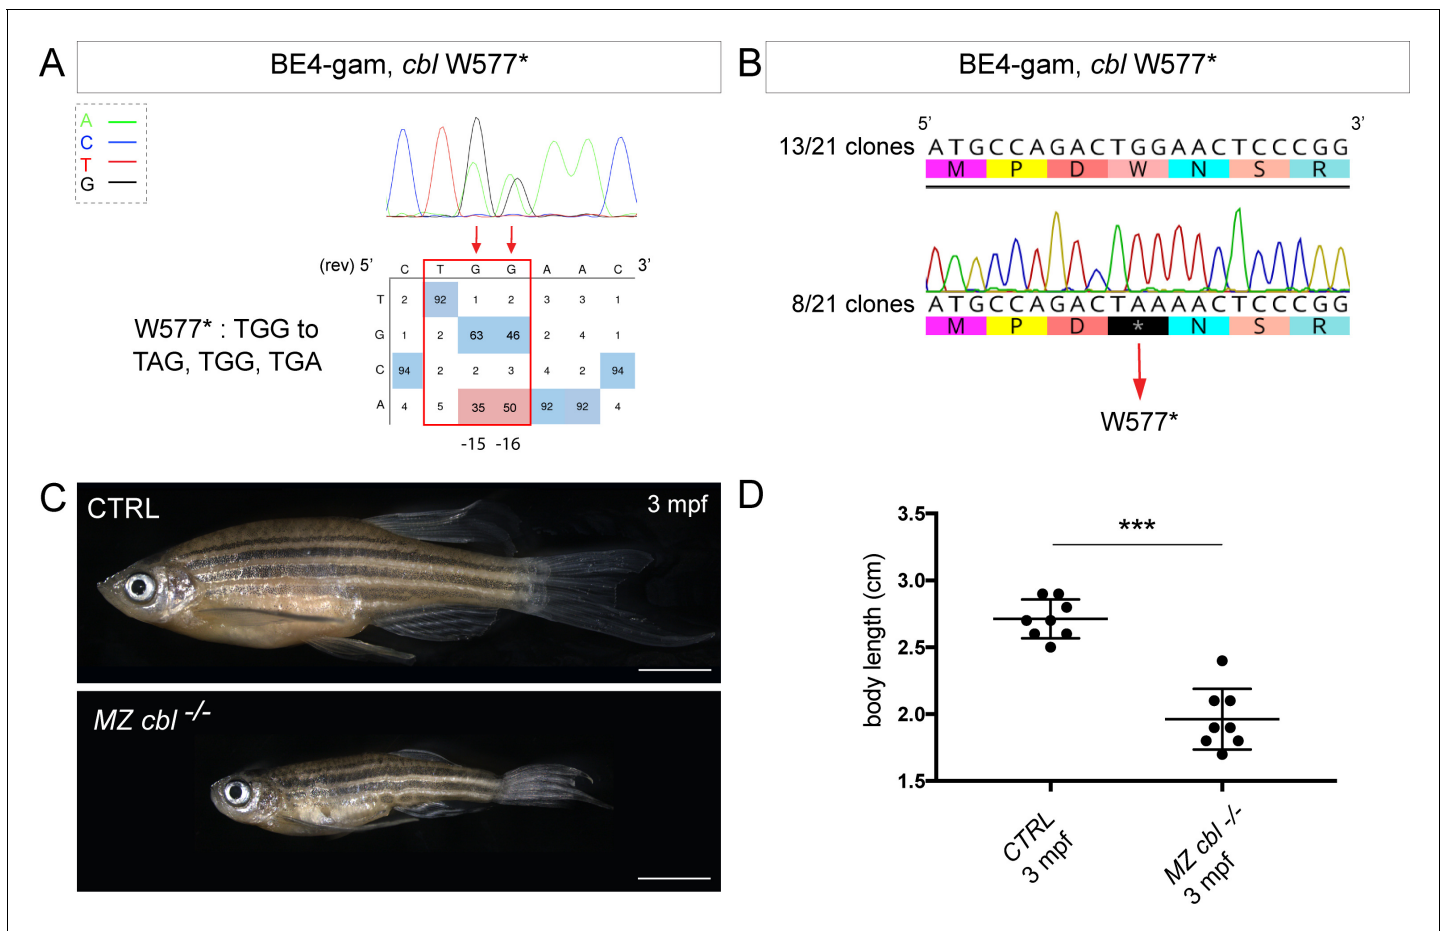 A
BE4-gam, cbl W577*
A
C
T
G
(rev) 5’ C T G G A A C 3’
T 2 92 1 2 3 3 1
G 1 2 63 46 2 4 1
C 94 2 2 3 4 2 94
A 4 5 35 50 92 92 4
-15 -16
W577* : TGG to
TAG, TGG, TGA
B
BE4-gam, cbl W577*
5’ 3’
13/21 clones ATGCCAGACTGGAACTCCCGG
M P D W N S R
8/21 clones ATGCCAGACTAAAACTCCCGG
M P D * N S R
W577*
C
CTRL 3 mpf
MZ cbl -/-
D
3.5
3.0
2.5
2.0
1.5
body length (cm)
***
CTRL
3 mpf
MZ cbl -/-
3 mpf